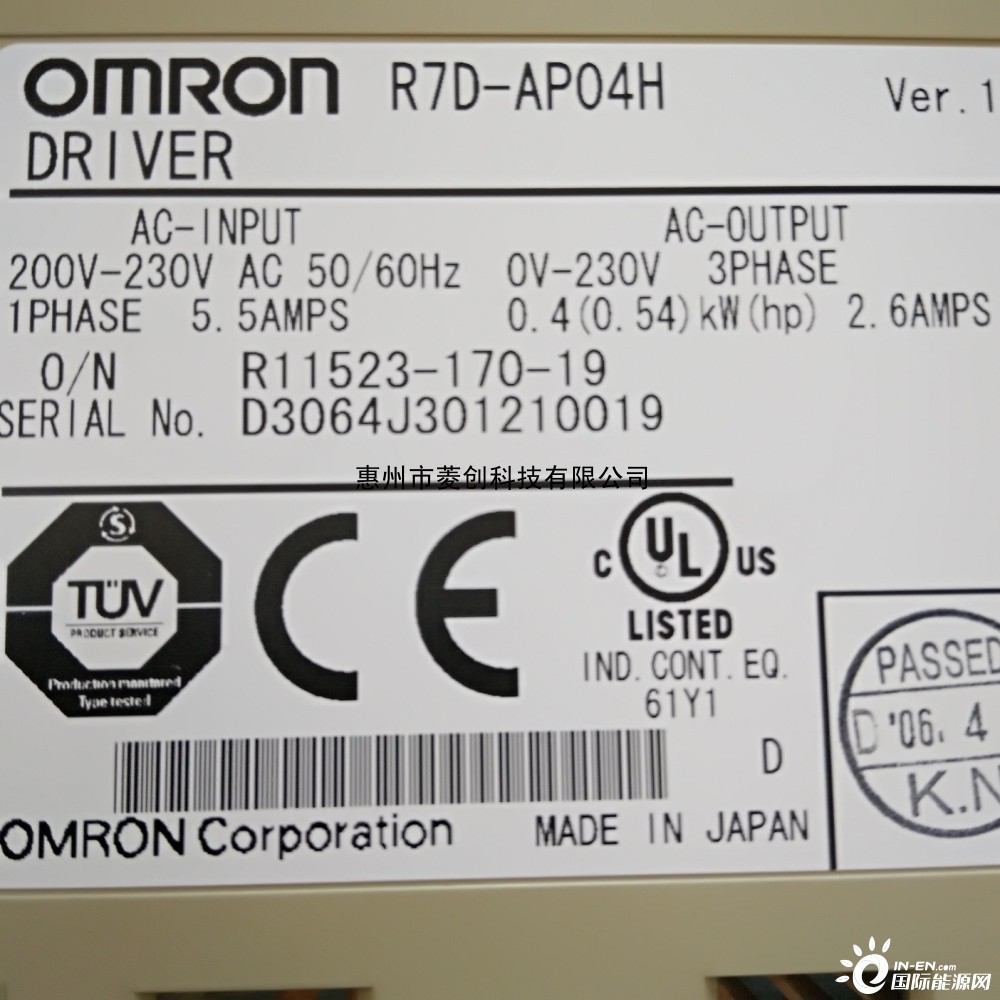 OMRON R7D-AP04H Ver.1
DRIVER
AC-INPUT AC-OUTPUT
200V-230V AC 50/60Hz 0V-230V 3PHASE
1PHASE 5.5AMPS 0.4(0.54)kW(hp) 2.6AMPS
O/N R11523-170-19
SERIAL No. D3064J301210019
惠州市菱创科技有限公司
S
TÜV
PRODUCT SERVICE
Production monitored
Type tested
CE
C UL US
LISTED
IND. CONT. EQ.
61Y1
D
PASSED
D '06. 4
K.N
OMRON Corporation MADE IN JAPAN
IN-EN.com
国际能源网